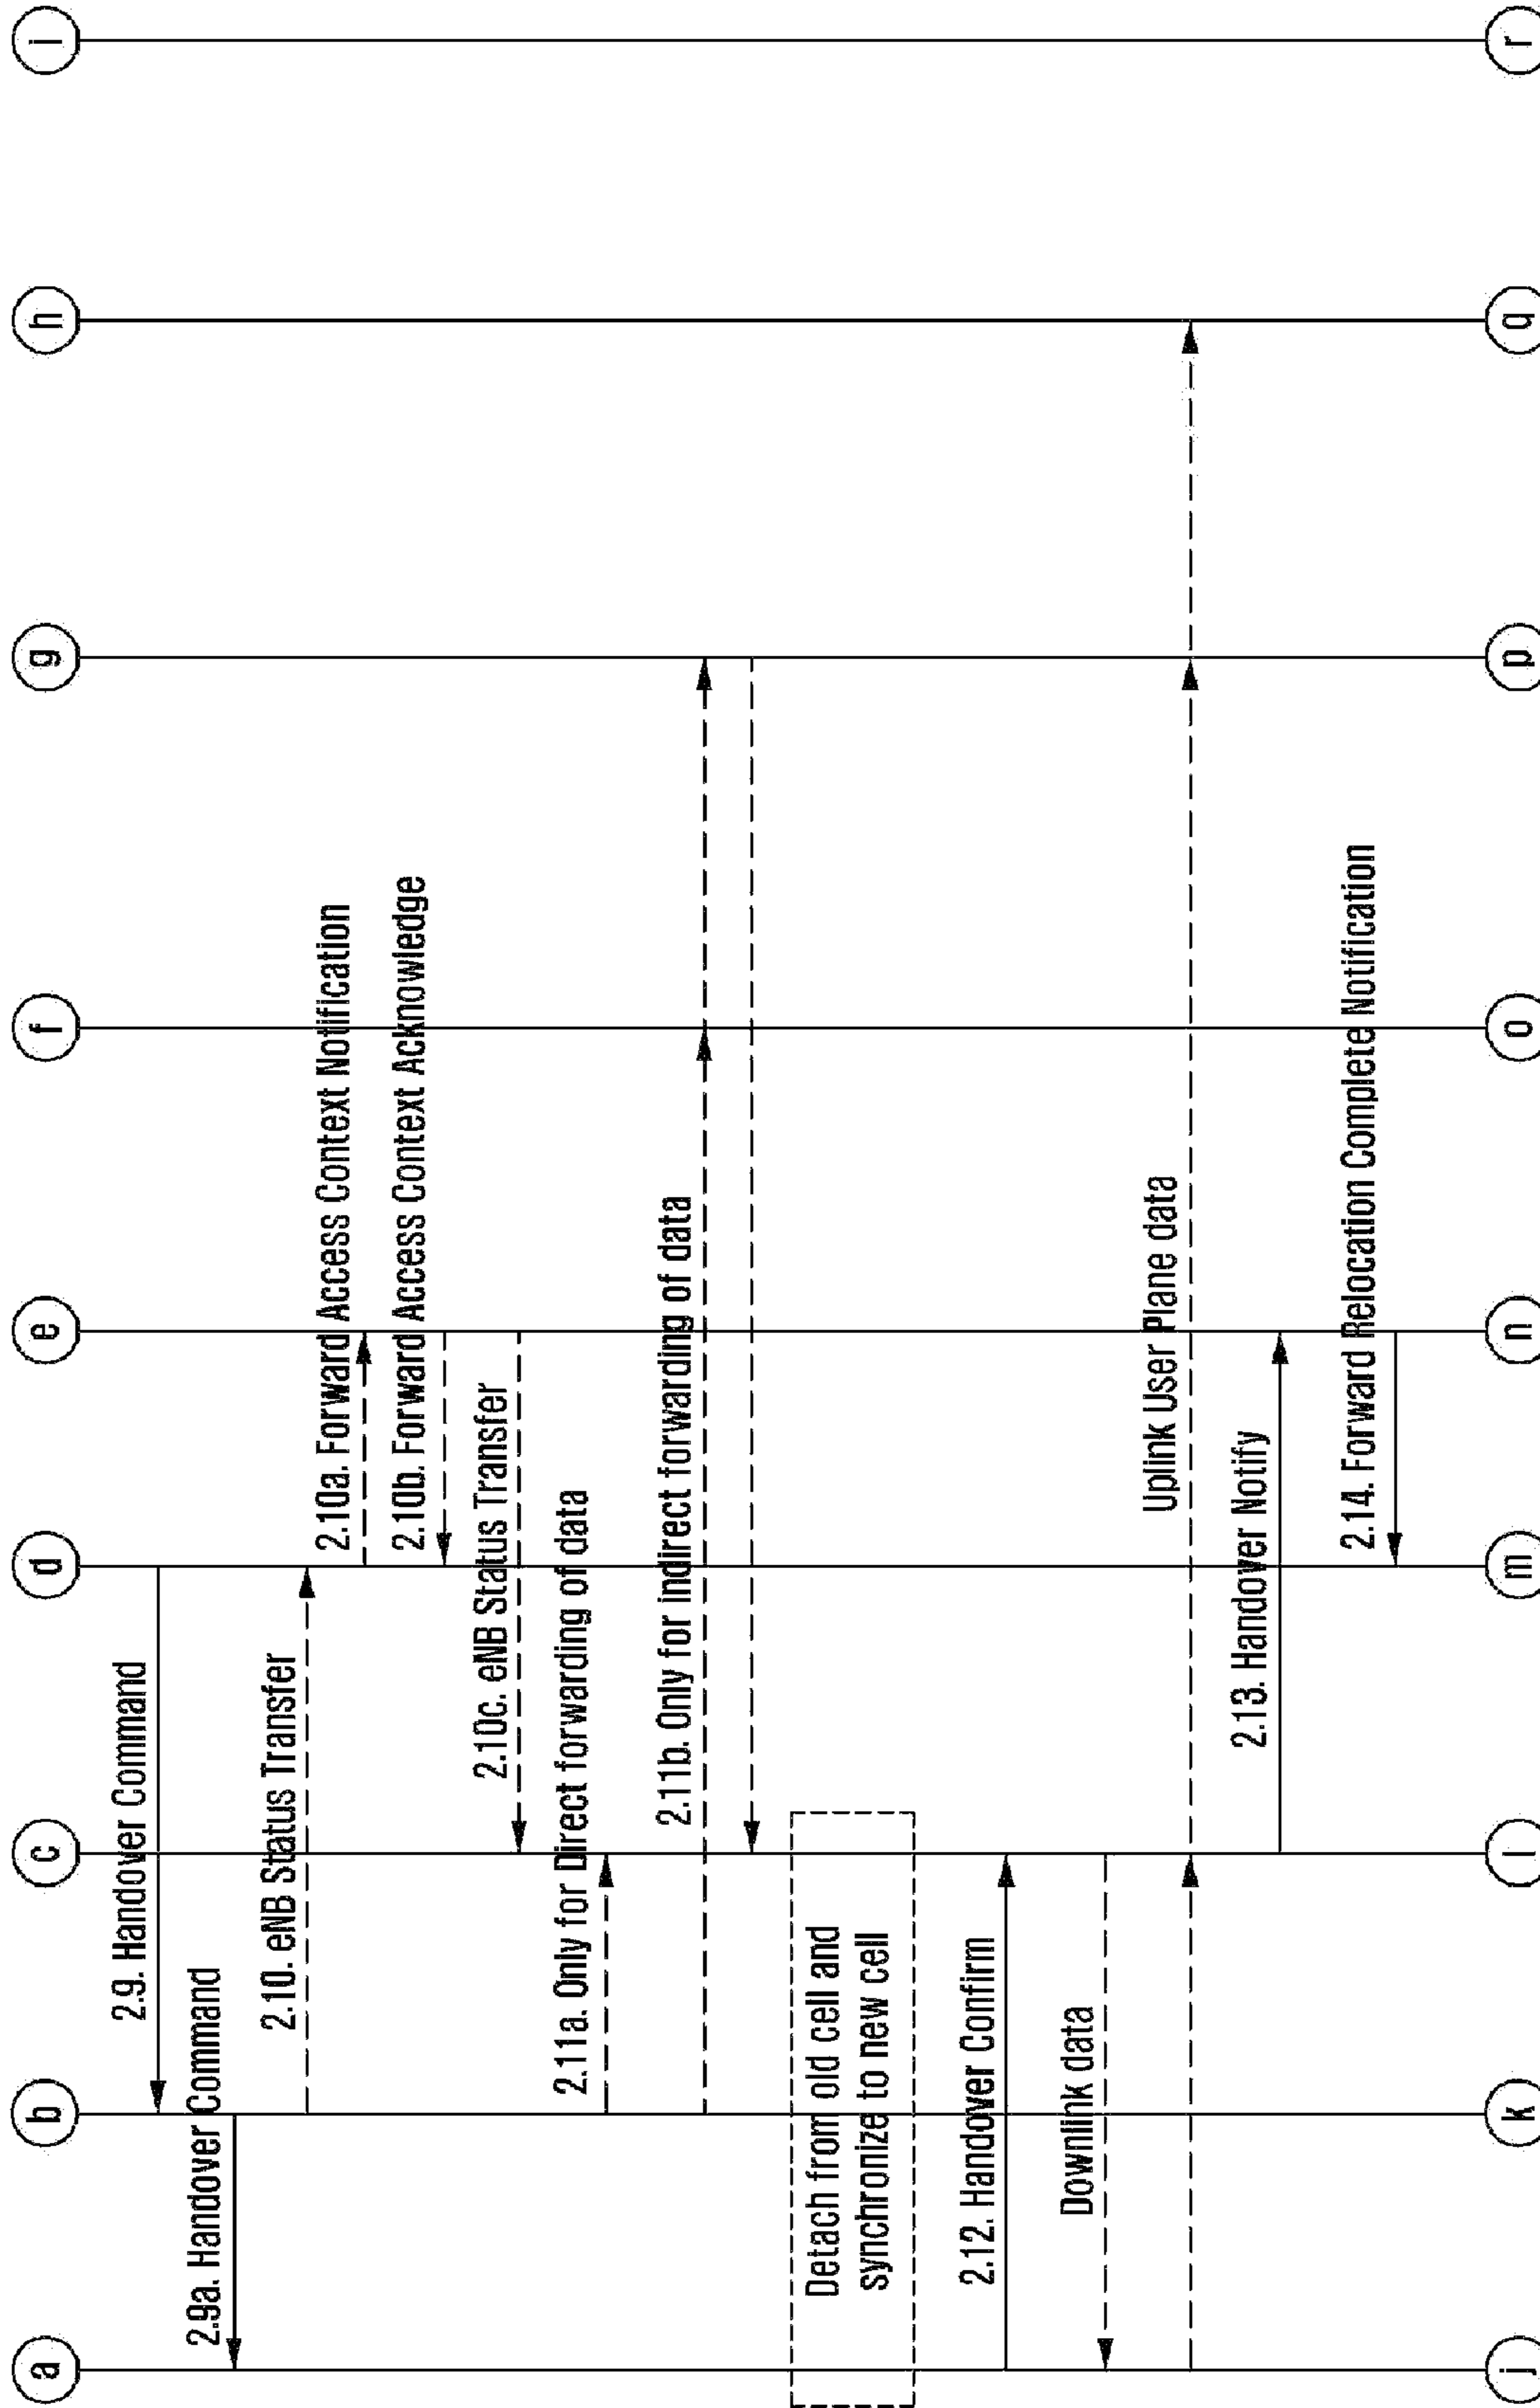 a
b
c
d
e
f
g
h
i
2.9. Handover Command
2.9a. Handover Command
2.10. eNB Status Transfer
2.10a. Forward Access Context Notification
2.10b. Forward Access Context Acknowledge
2.10c. eNB Status Transfer
2.11a. Only for Direct forwarding of data
2.11b. Only for indirect forwarding of data
Detach from old cell and
synchronize to new cell
2.12. Handover Confirm
Downlink data
Uplink User Plane data
2.13. Handover Notify
2.14. Forward Relocation Complete Notification
j
k
l
m
n
o
p
q
r